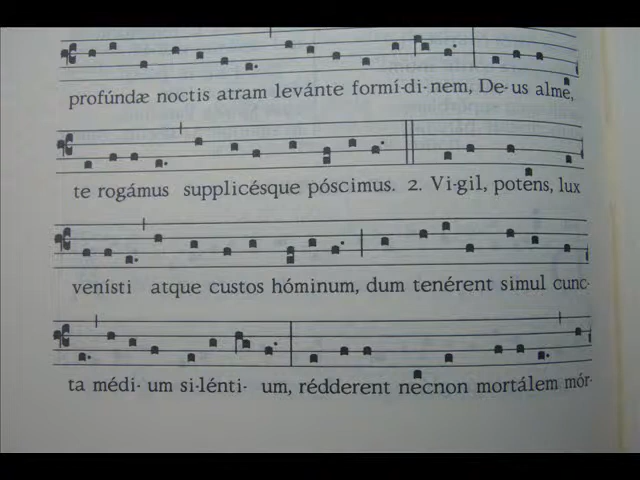 profúndæ noctis atram levánte formí-di-nem, De-us alme,
te rogámus supplicésque póscimus. 2. Ví-gil, potens, lux
venísti atque custos hóminum, dum tenérent simul cunc-
ta médi-um si-lénti-um, rédderent necnon mortálem mór-